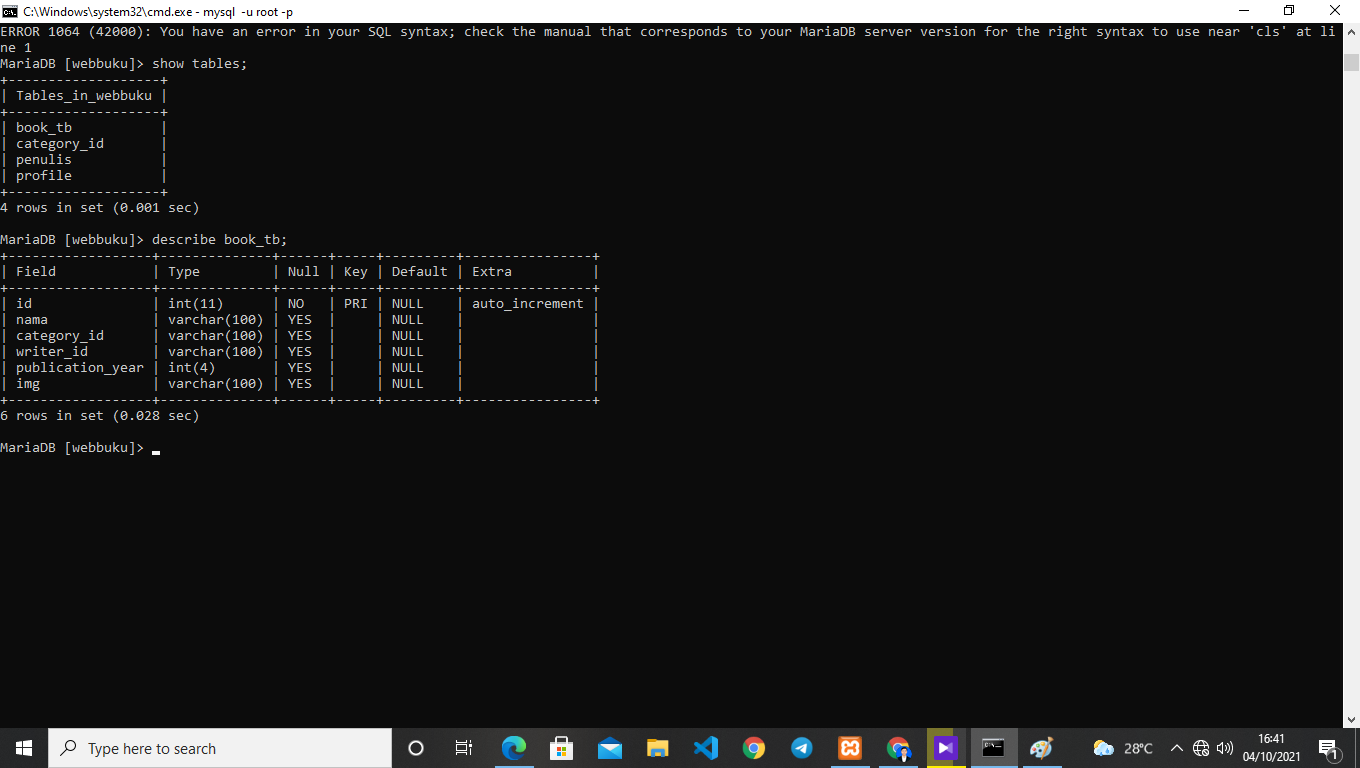 C:\Windows\system32\cmd.exe - mysql  -u root -p
ERROR 1064 (42000): You have an error in your SQL syntax; check the manual that corresponds to your MariaDB server version for the right syntax to use near 'cls' at li
ne 1
MariaDB [webbuku]> show tables;
+-------------------+
| Tables_in_webbuku |
+-------------------+
| book_tb           |
| category_id       |
| penulis           |
| profile           |
+-------------------+
4 rows in set (0.001 sec)

MariaDB [webbuku]> describe book_tb;
+------------------+--------------+------+-----+---------+----------------+
| Field            | Type         | Null | Key | Default | Extra          |
+------------------+--------------+------+-----+---------+----------------+
| id               | int(11)      | NO   | PRI | NULL    | auto_increment |
| nama             | varchar(100) | YES  |     | NULL    |                |
| category_id      | varchar(100) | YES  |     | NULL    |                |
| writer_id        | varchar(100) | YES  |     | NULL    |                |
| publication_year | int(4)       | YES  |     | NULL    |                |
| img              | varchar(100) | YES  |     | NULL    |                |
+------------------+--------------+------+-----+---------+----------------+
6 rows in set (0.028 sec)

MariaDB [webbuku]>
Type here to search
28°C
16:41
04/10/2021
1